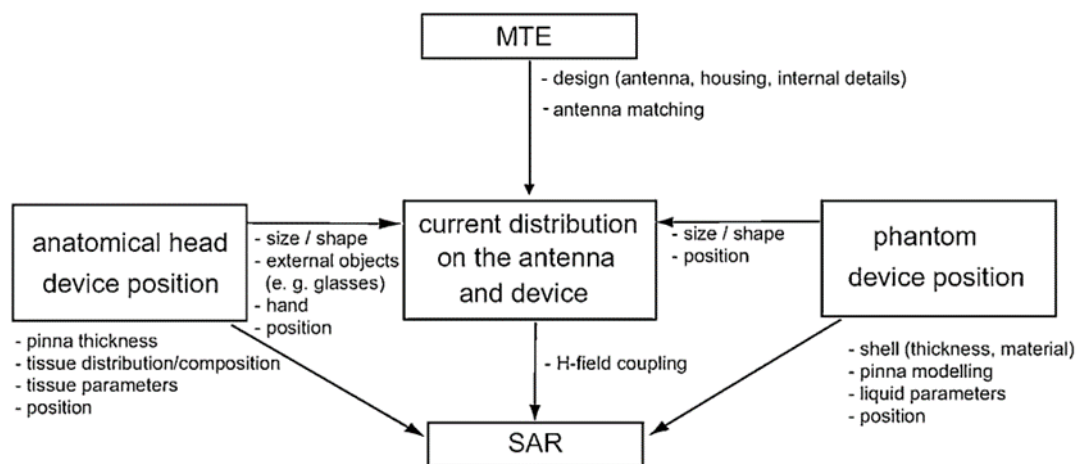 MTE
- design (antenna, housing, internal details)
- antenna matching
anatomical head
device position
- size / shape
- external objects
(e. g. glasses)
- hand
- position
current distribution
on the antenna
and device
- size / shape
- position
phantom
device position
- pinna thickness
- tissue distribution/composition
- tissue parameters
- position
- H-field coupling
- shell (thickness, material)
- pinna modelling
- liquid parameters
- position
SAR